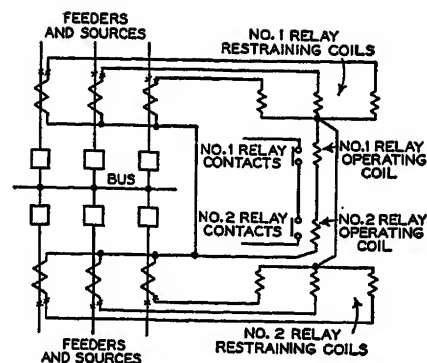 FEEDERS
AND SOURCES
NO. 1 RELAY
RESTRAINING COILS
NO. 1 RELAY
CONTACTS
NO. 1 RELAY
OPERATING
COIL
BUS
NO. 2 RELAY
CONTACTS
NO. 2 RELAY
OPERATING
COIL
FEEDERS
AND SOURCES
NO. 2 RELAY
RESTRAINING COILS